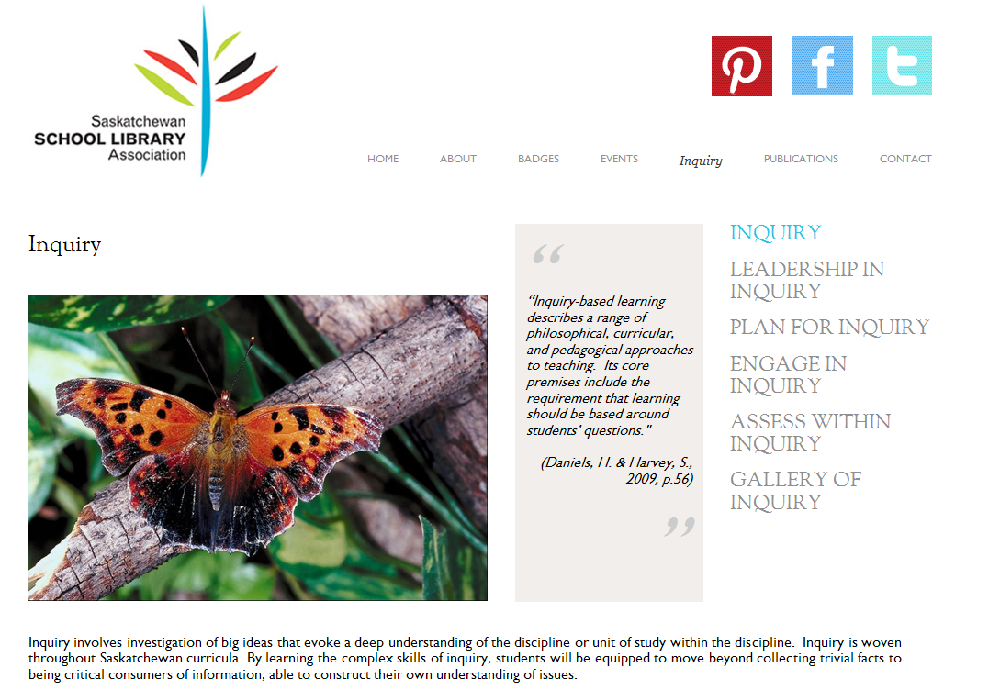 Saskatchewan
SCHOOL LIBRARY
Association
HOME ABOUT BADGES EVENTS Inquiry PUBLICATIONS CONTACT
Inquiry
“
“Inquiry-based learning
describes a range of
philosophical, curricular,
and pedagogical approaches
to teaching.  Its core
premises include the
requirement that learning
should be based around
students’ questions."
(Daniels, H. & Harvey, S.,
2009, p.56)
”
INQUIRY
LEADERSHIP IN
INQUIRY
PLAN FOR INQUIRY
ENGAGE IN
INQUIRY
ASSESS WITHIN
INQUIRY
GALLERY OF
INQUIRY
Inquiry involves investigation of big ideas that evoke a deep understanding of the discipline or unit of study within the discipline.  Inquiry is woven
throughout Saskatchewan curricula. By learning the complex skills of inquiry, students will be equipped to move beyond collecting trivial facts to
being critical consumers of information, able to construct their own understanding of issues.